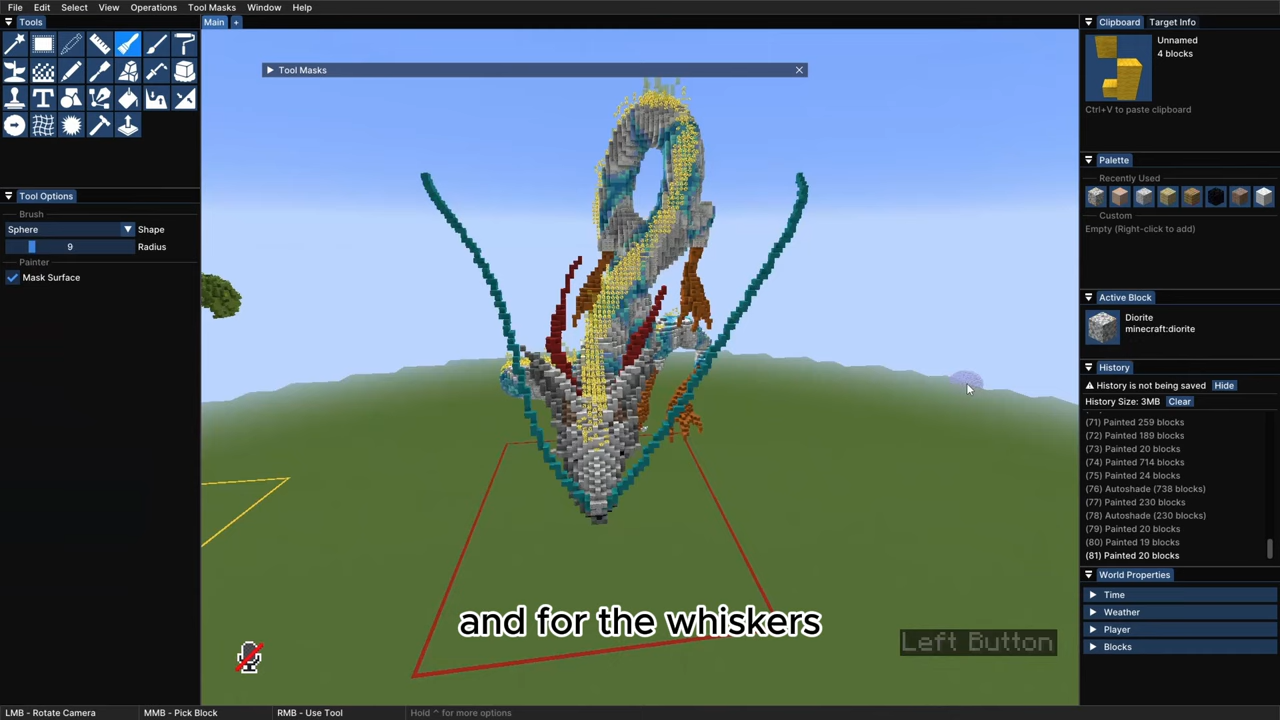 File Edit Select View Operations Tool Masks Window Help
Tools
Main +
Tool Masks
Tool Options
Brush
Sphere Shape
9 Radius
Painter
Mask Surface
Clipboard Target Info
Unnamed
4 blocks
Ctrl+V to paste clipboard
Palette
Recently Used
Custom
Empty (Right-click to add)
Active Block
Diorite
minecraft:diorite
History
History is not being saved Hide
History Size: 3MB Clear
(71) Painted 259 blocks
(72) Painted 189 blocks
(73) Painted 20 blocks
(74) Painted 714 blocks
(75) Painted 24 blocks
(76) Autoshade (738 blocks)
(77) Painted 230 blocks
(78) Autoshade (230 blocks)
(79) Painted 20 blocks
(80) Painted 19 blocks
(81) Painted 20 blocks
World Properties
Time
Weather
Player
Blocks
and for the whiskers
Left Button
LMB - Rotate Camera MMB - Pick Block RMB - Use Tool Hold ^ for more options